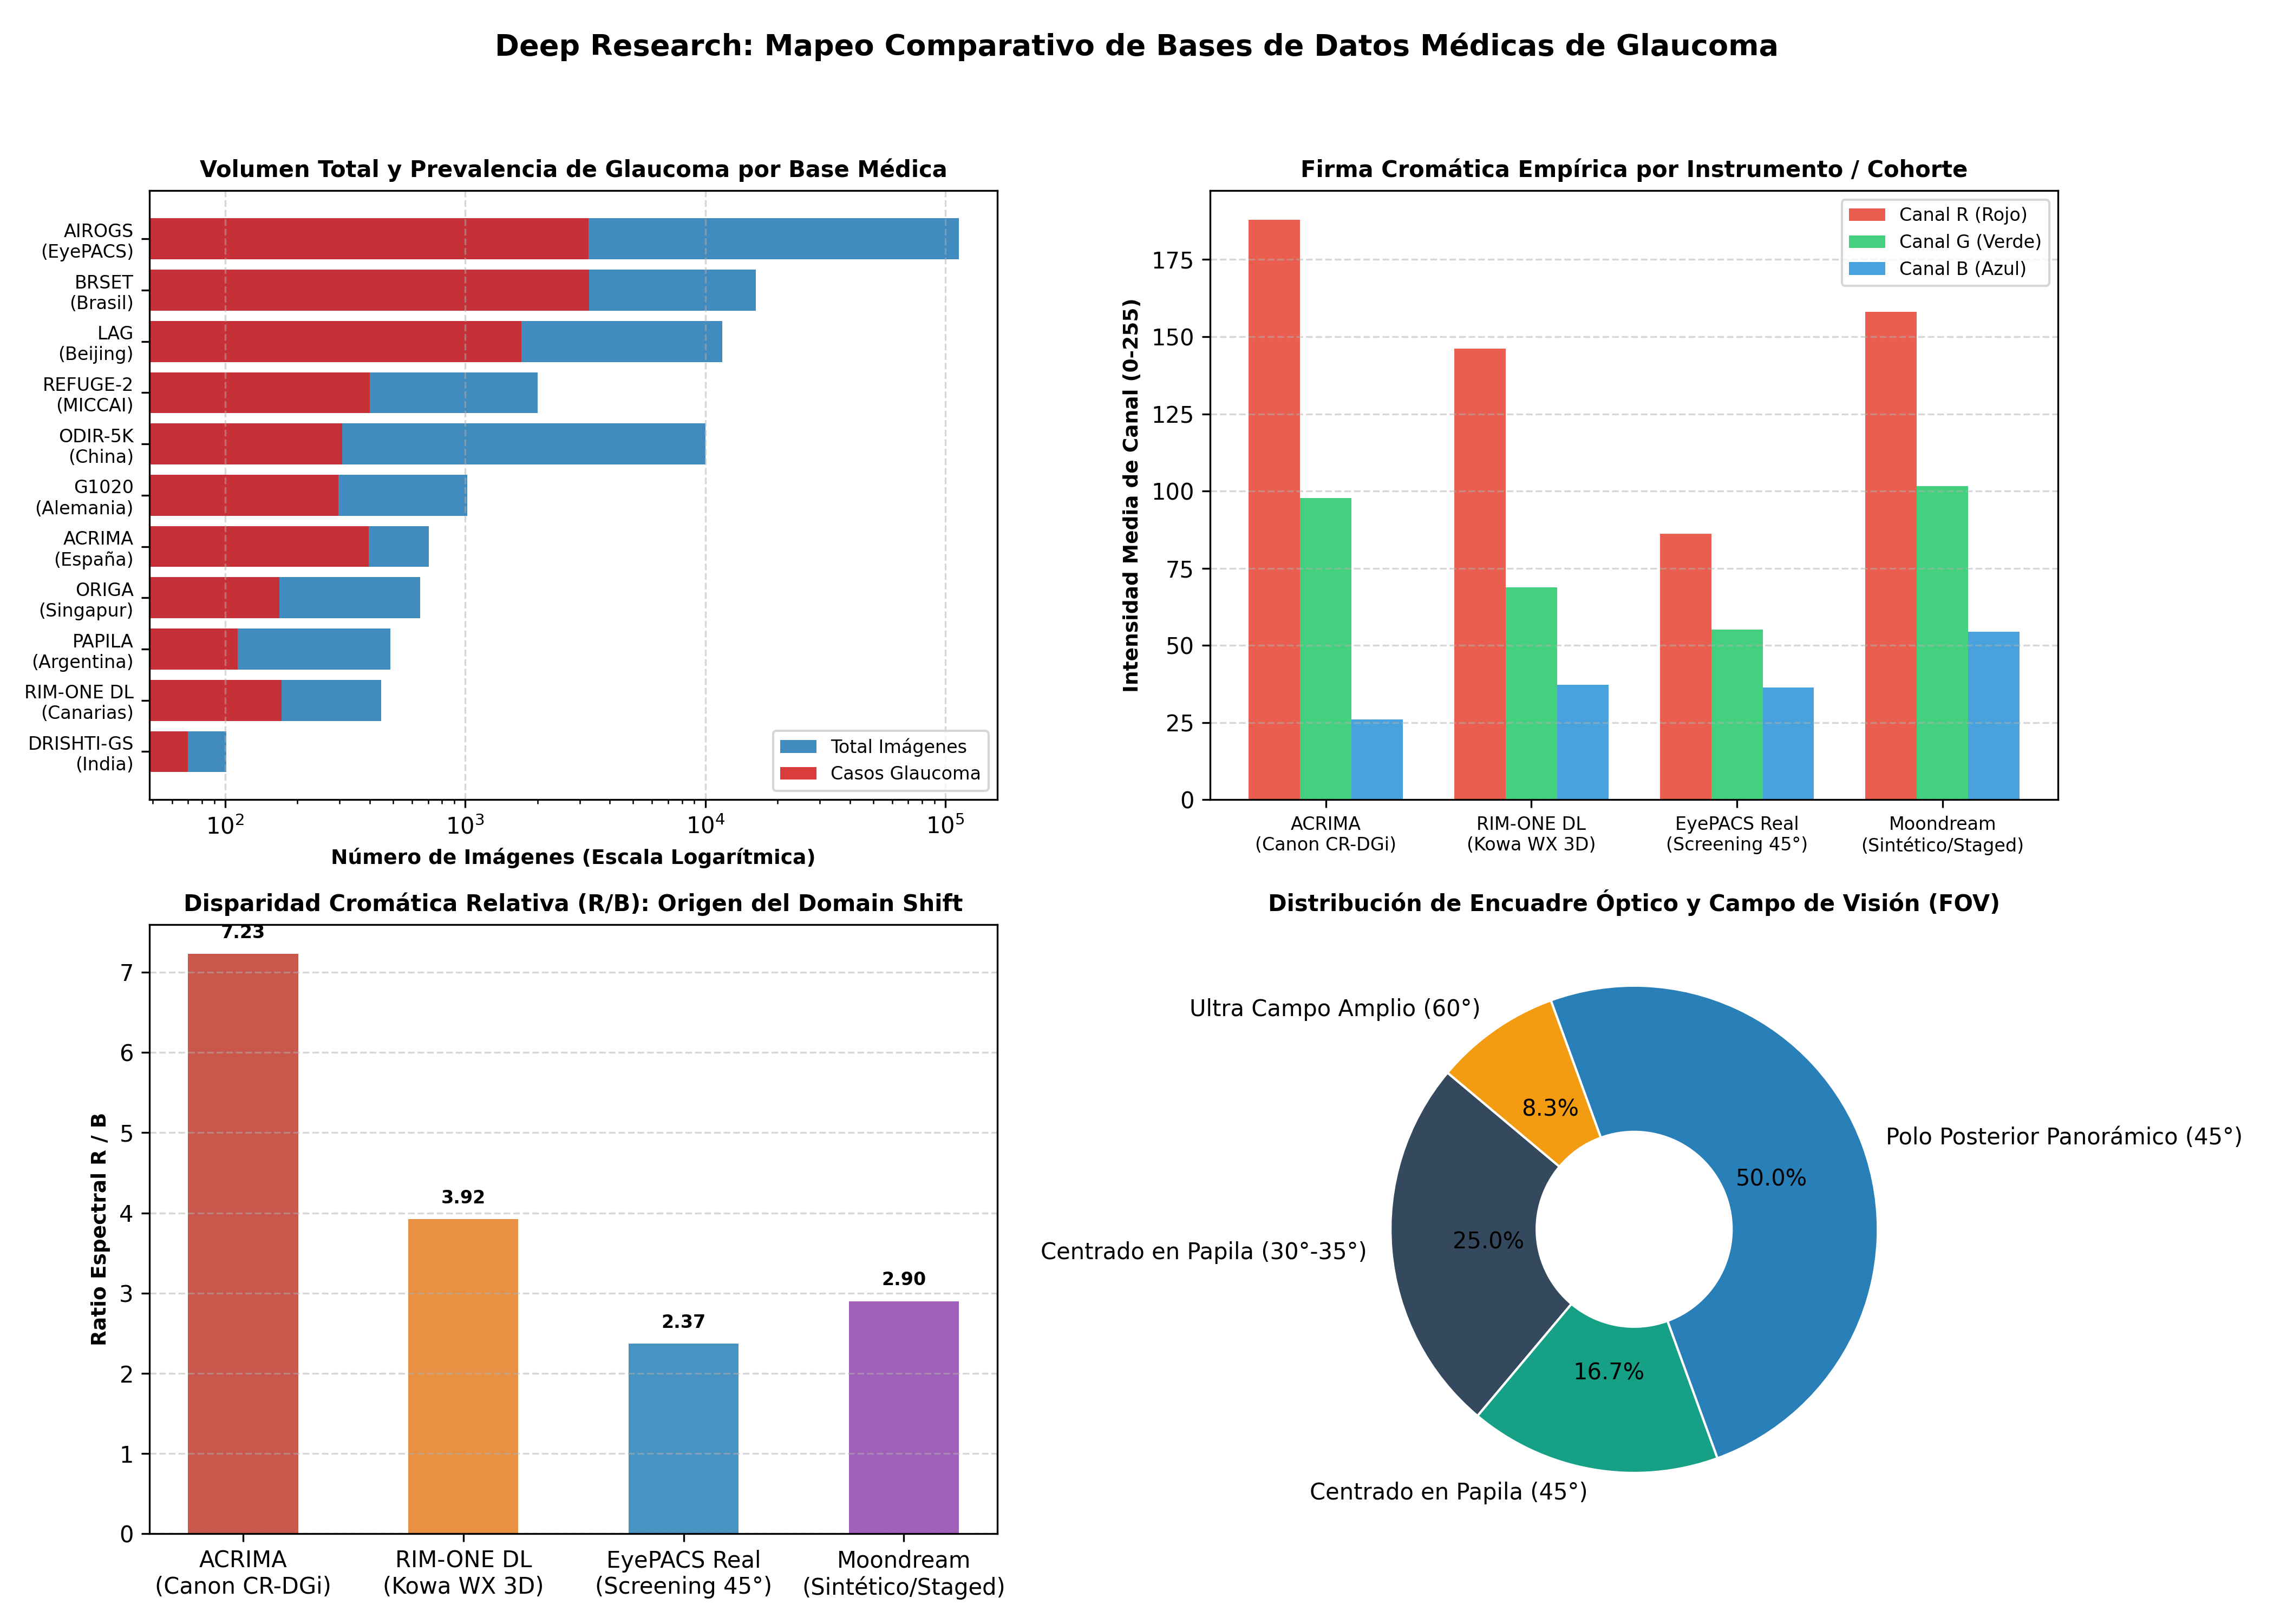 Deep Research: Mapeo Comparativo de Bases de Datos Médicas de Glaucoma
Volumen Total y Prevalencia de Glaucoma por Base Médica
AIROGS
(EyePACS)
BRSET
(Brasil)
LAG
(Beijing)
REFUGE-2
(MICCAI)
ODIR-5K
(China)
G1020
(Alemania)
ACRIMA
(España)
ORIGA
(Singapur)
PAPILA
(Argentina)
RIM-ONE DL
(Canarias)
DRISHTI-GS
(India)
Total Imágenes
Casos Glaucoma
10² 10³ 10⁴ 10⁵
Número de Imágenes (Escala Logarítmica)
Firma Cromática Empírica por Instrumento / Cohorte
Intensidad Media de Canal (0-255)
175
150
125
100
75
50
25
0
Canal R (Rojo)
Canal G (Verde)
Canal B (Azul)
ACRIMA
(Canon CR-DGi)
RIM-ONE DL
(Kowa WX 3D)
EyePACS Real
(Screening 45°)
Moondream
(Sintético/Staged)
Disparidad Cromática Relativa (R/B): Origen del Domain Shift
Ratio Espectral R / B
7
6
5
4
3
2
1
0
7.23
3.92
2.37
2.90
ACRIMA
(Canon CR-DGi)
RIM-ONE DL
(Kowa WX 3D)
EyePACS Real
(Screening 45°)
Moondream
(Sintético/Staged)
Distribución de Encuadre Óptico y Campo de Visión (FOV)
Ultra Campo Amplio (60°)
8.3%
Polo Posterior Panorámico (45°)
50.0%
Centrado en Papila (30°-35°)
25.0%
16.7%
Centrado en Papila (45°)